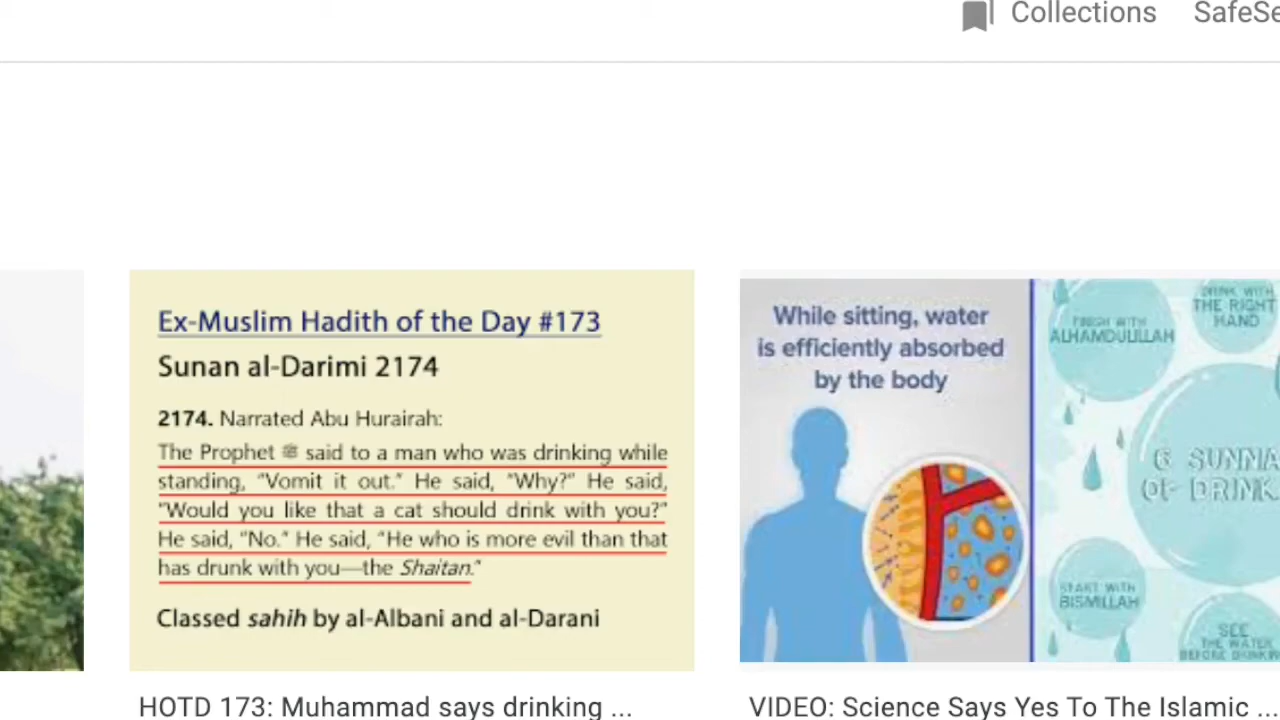 Collections SafeSe
Ex-Muslim Hadith of the Day #173
Sunan al-Darimi 2174
2174. Narrated Abu Hurairah:
The Prophet ﷺ said to a man who was drinking while
standing, "Vomit it out." He said, "Why?" He said,
"Would you like that a cat should drink with you?"
He said, "No." He said, "He who is more evil than that
has drunk with you—the Shaitan."
Classed sahih by al-Albani and al-Darani
HOTD 173: Muhammad says drinking ...
While sitting, water
is efficiently absorbed
by the body
FINISH WITH
ALHAMDULILLAH
DRINK WITH
THE RIGHT
HAND
6 SUNNA
OF DRINK
START WITH
BISMILLAH
SEE
THE WATER
BEFORE DRINKIN
VIDEO: Science Says Yes To The Islamic ...